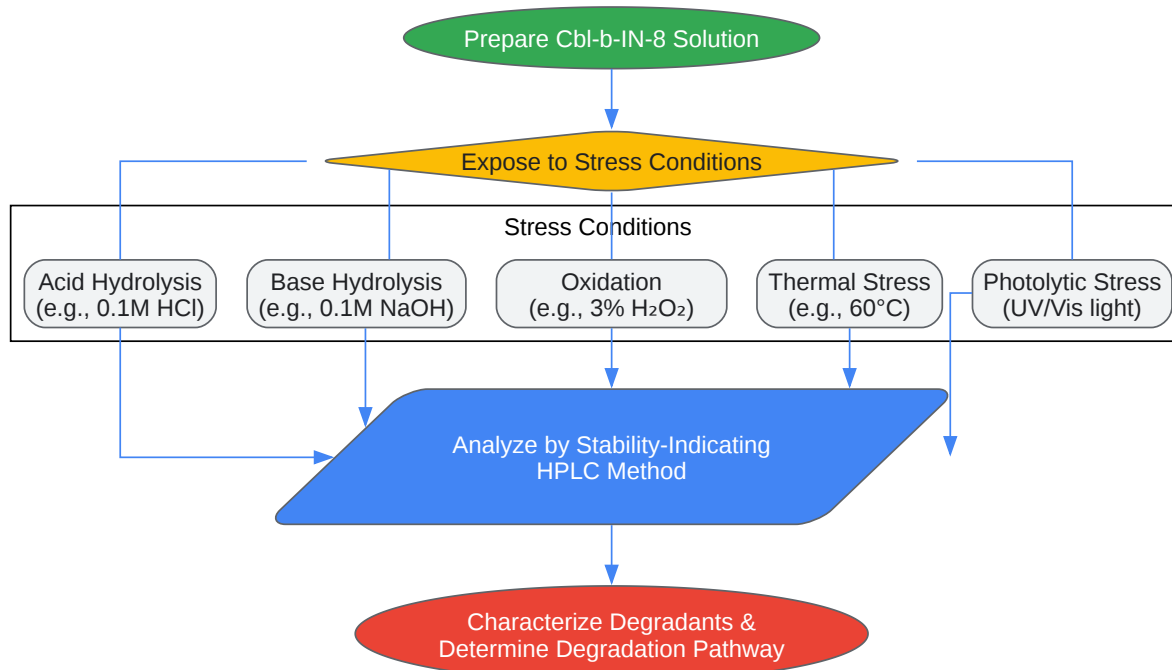 Prepare Cbl-b-IN-8 Solution
Expose to Stress Conditions
Stress Conditions
Acid Hydrolysis
(e.g., 0.1M HCl)
Base Hydrolysis
(e.g., 0.1M NaOH)
Oxidation
(e.g., 3% H₂O₂)
Thermal Stress
(e.g., 60°C)
Photolytic Stress
(UV/Vis light)
Analyze by Stability-Indicating
HPLC Method
Characterize Degradants &
Determine Degradation Pathway